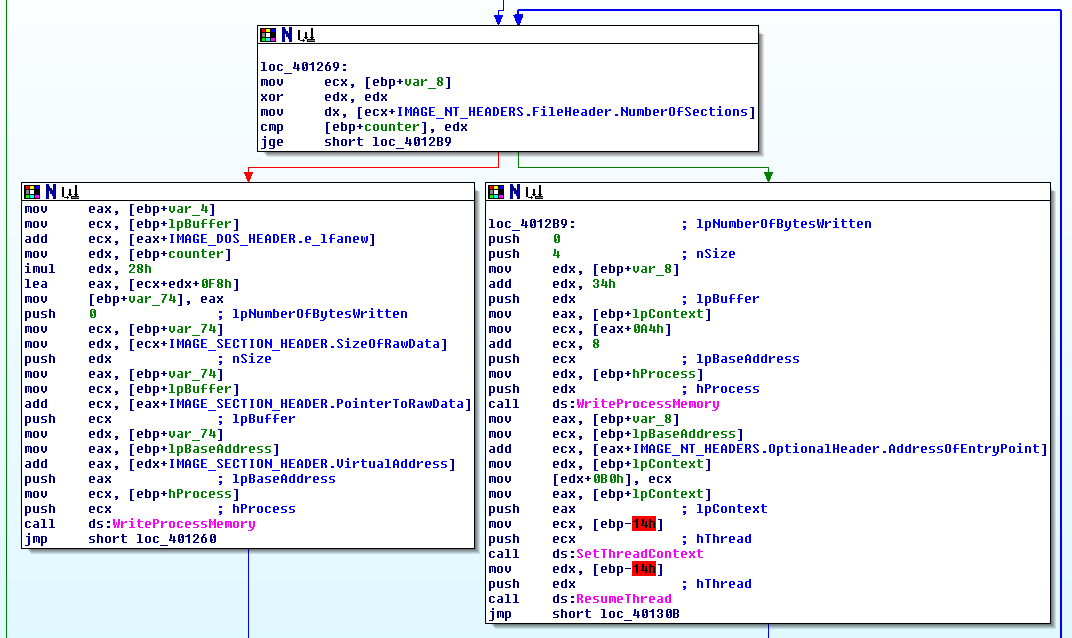 loc_401269:
mov ecx, [ebp+var_8]
xor edx, edx
mov dx, [ecx+IMAGE_NT_HEADERS.FileHeader.NumberOfSections]
cmp [ebp+counter], edx
jge short loc_4012B9
mov eax, [ebp+var_4]
mov ecx, [ebp+lpBuffer]
add ecx, [eax+IMAGE_DOS_HEADER.e_lfanew]
mov edx, [ebp+counter]
imul edx, 28h
lea eax, [ecx+edx+0F8h]
mov [ebp+var_74], eax
push 0 ; lpNumberOfBytesWritten
mov ecx, [ebp+var_74]
mov edx, [ecx+IMAGE_SECTION_HEADER.SizeOfRawData]
push edx ; nSize
mov eax, [ebp+var_74]
mov ecx, [ebp+lpBuffer]
add ecx, [eax+IMAGE_SECTION_HEADER.PointerToRawData]
push ecx ; lpBuffer
mov edx, [ebp+var_74]
mov eax, [ebp+lpBaseAddress]
add eax, [edx+IMAGE_SECTION_HEADER.VirtualAddress]
push eax ; lpBaseAddress
mov ecx, [ebp+hProcess]
push ecx ; hProcess
call ds:WriteProcessMemory
jmp short loc_401260
loc_4012B9: ; lpNumberOfBytesWritten
push 0
push 4 ; nSize
mov edx, [ebp+var_8]
add edx, 34h
push edx ; lpBuffer
mov eax, [ebp+lpContext]
mov ecx, [eax+0A4h]
add ecx, 8
push ecx ; lpBaseAddress
mov edx, [ebp+hProcess]
push edx ; hProcess
call ds:WriteProcessMemory
mov eax, [ebp+var_8]
mov ecx, [ebp+lpBaseAddress]
add ecx, [eax+IMAGE_NT_HEADERS.OptionalHeader.AddressOfEntryPoint]
mov edx, [ebp+lpContext]
mov [edx+0B0h], ecx
mov eax, [ebp+lpContext]
push eax ; lpContext
mov ecx, [ebp-14h]
push ecx ; hThread
call ds:SetThreadContext
mov edx, [ebp-14h]
push edx ; hThread
call ds:ResumeThread
jmp short loc_40130B